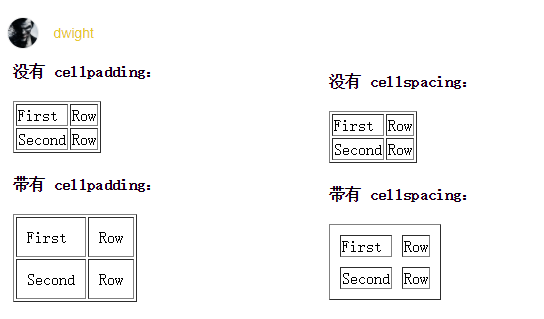 dwight
没有 cellpadding:
First Row
Second Row
带有 cellpadding:
First Row
Second Row
没有 cellspacing:
First Row
Second Row
带有 cellspacing:
First Row
Second Row